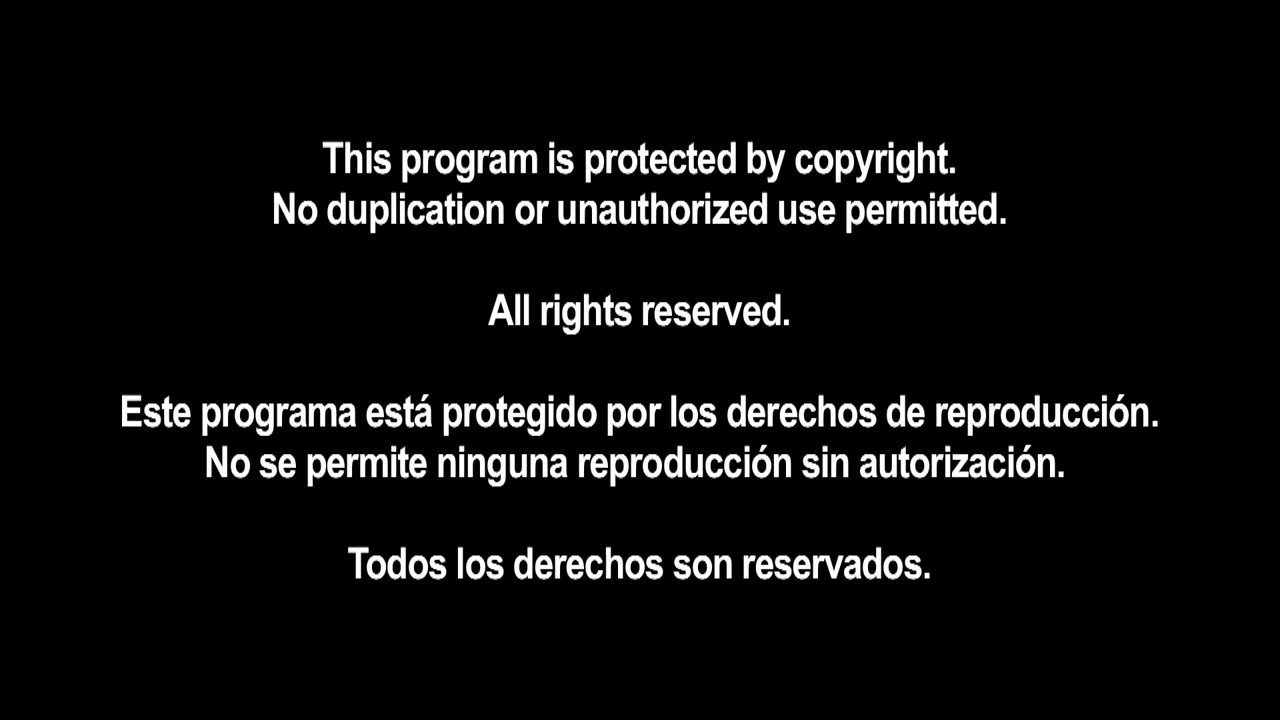 This program is protected by copyright.
No duplication or unauthorized use permitted.
All rights reserved.
Este programa está protegido por los derechos de reproducción.
No se permite ninguna reproducción sin autorización.
Todos los derechos son reservados.